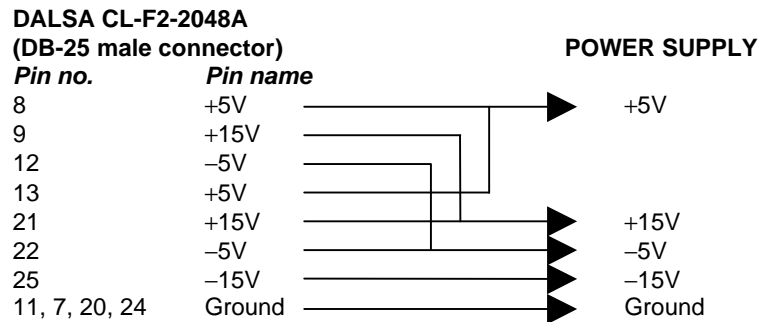 DALSA CL-F2-2048A
(DB-25 male connector) POWER SUPPLY
Pin no. Pin name
8 +5V +5V
9 +15V
12 −5V
13 +5V
21 +15V +15V
22 −5V −5V
25 −15V −15V
11, 7, 20, 24 Ground Ground